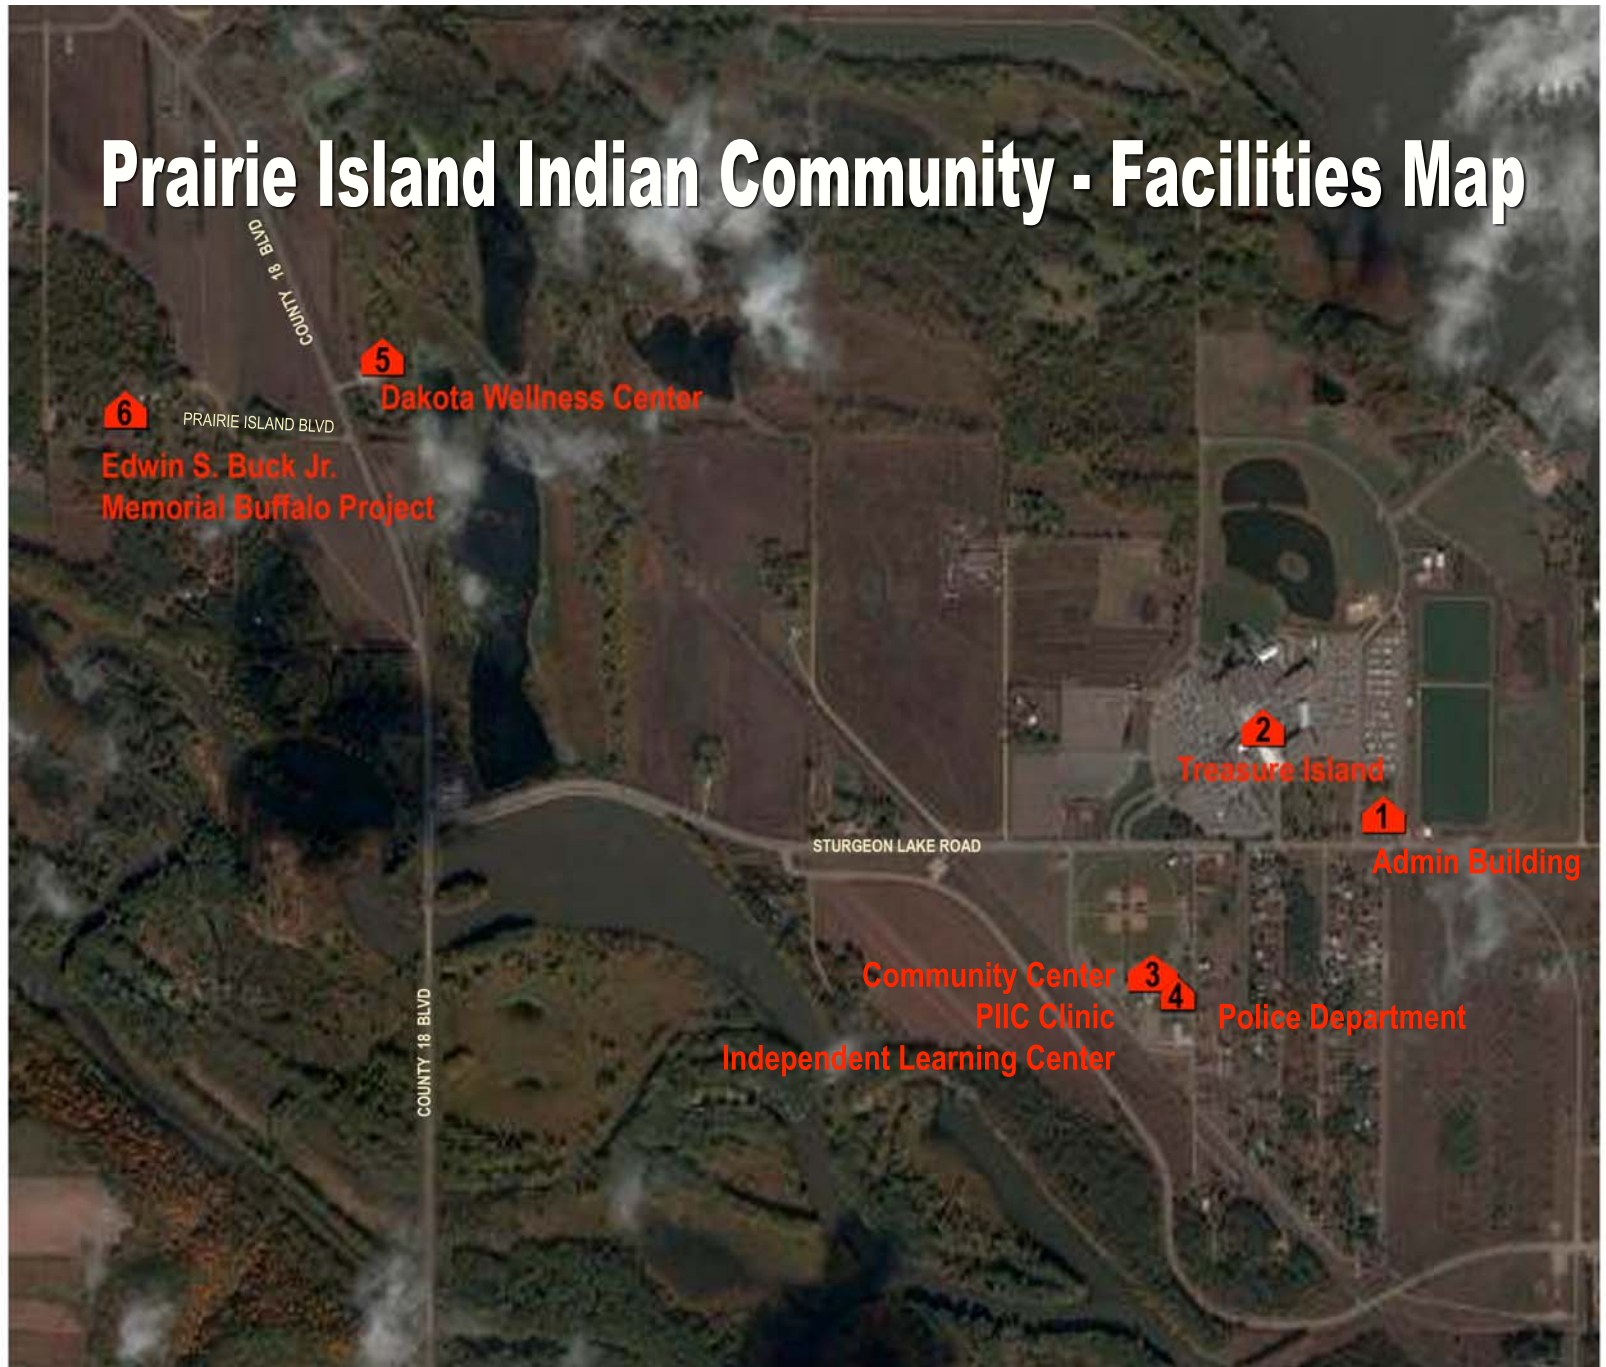 Prairie Island Indian Community - Facilities Map
COUNTY 18 BLVD
5
Dakota Wellness Center
6
PRAIRIE ISLAND BLVD
Edwin S. Buck Jr.
Memorial Buffalo Project
2
Treasure Island
1
STURGEON LAKE ROAD
Admin Building
Community Center
3
4
PIIC Clinic
Police Department
Independent Learning Center
COUNTY 18 BLVD